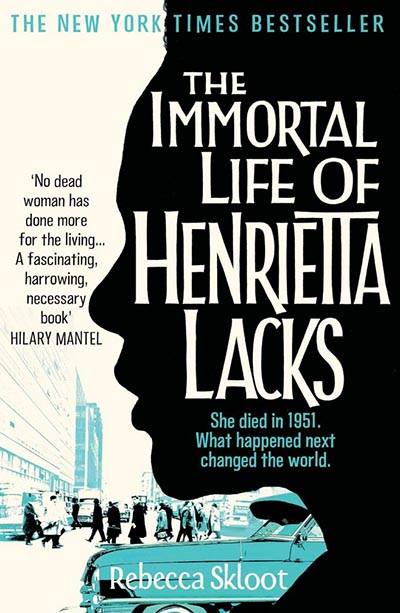 THE NEW YORK TIMES BESTSELLER
THE
IMMORTAL
LIFE OF
HENRIETTA
LACKS
'No dead
woman has
done more
for the living...
A fascinating,
harrowing,
necessary
book'
HILARY MANTEL
She died in 1951.
What happened next
changed the world.
Rebecca Skloot